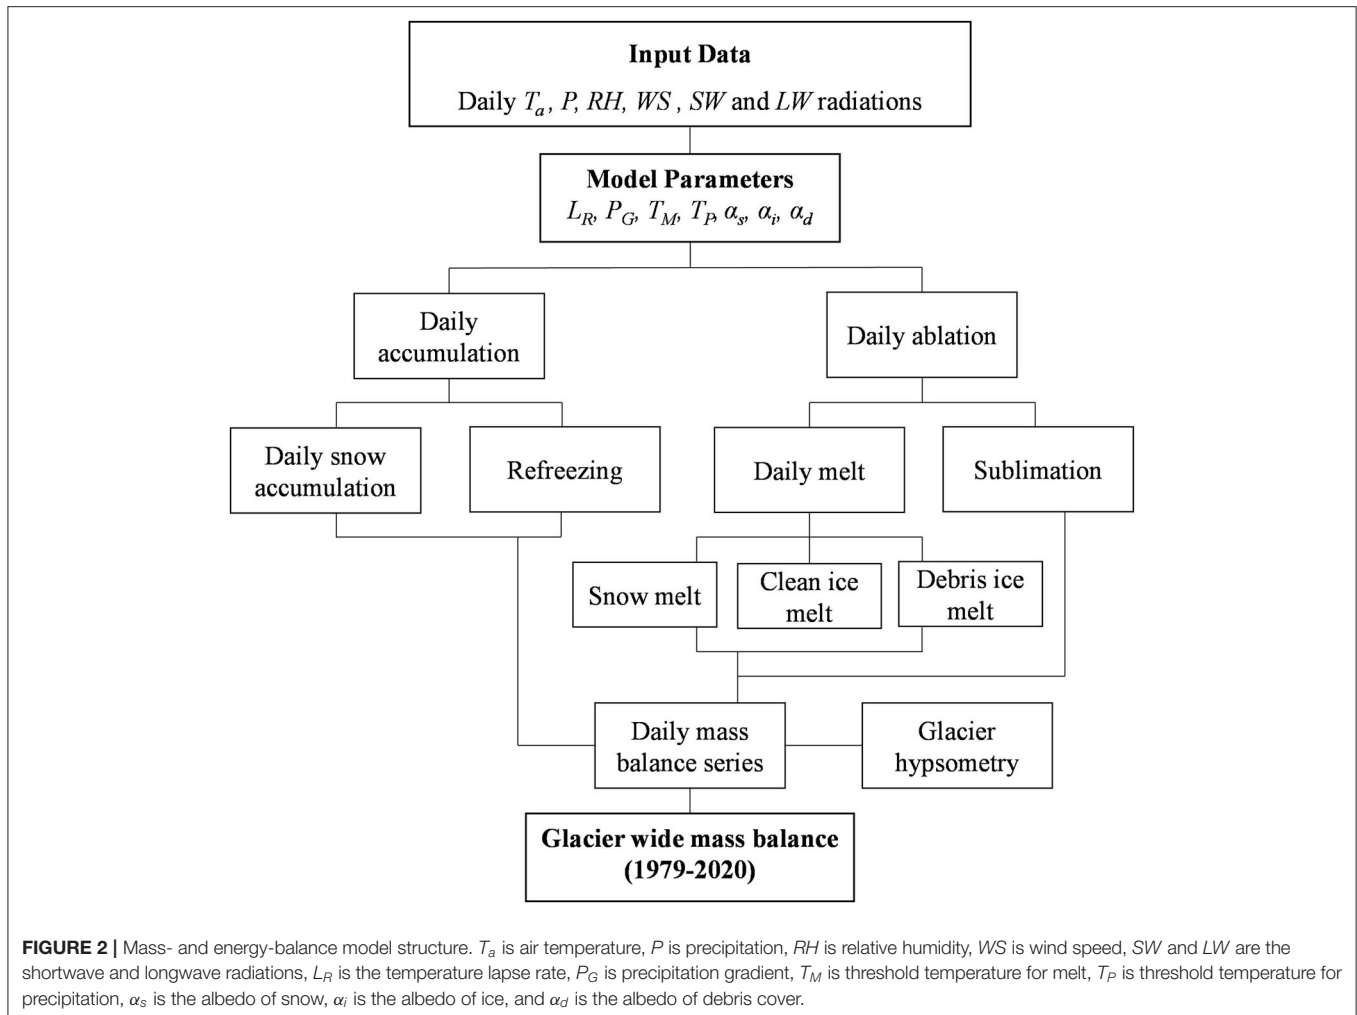 Input Data
Daily Ta, P, RH, WS , SW and LW radiations
Model Parameters
LR, PG, TM, TP, αs, αi, αd
Daily
accumulation
Daily ablation
Daily snow
accumulation
Refreezing
Daily melt
Sublimation
Snow melt
Clean ice
melt
Debris ice
melt
Daily mass
balance series
Glacier
hypsometry
Glacier wide mass balance
(1979-2020)
FIGURE 2 | Mass- and energy-balance model structure. Ta is air temperature, P is precipitation, RH is relative humidity, WS is wind speed, SW and LW are the
shortwave and longwave radiations, LR is the temperature lapse rate, PG is precipitation gradient, TM is threshold temperature for melt, TP is threshold temperature for
precipitation, αs is the albedo of snow, αi is the albedo of ice, and αd is the albedo of debris cover.